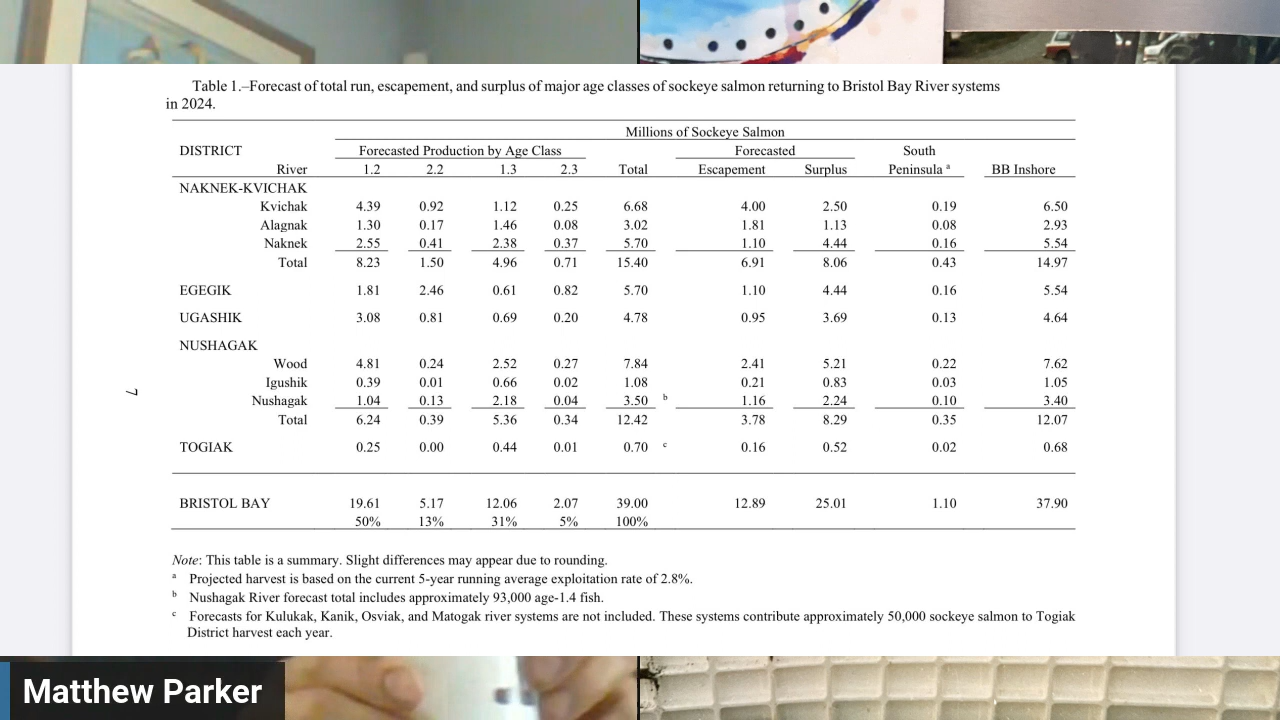 Table 1.–Forecast of total run, escapement, and surplus of major age classes of sockeye salmon returning to Bristol Bay River systems
in 2024.
Millions of Sockeye Salmon
DISTRICT Forecasted Production by Age Class Forecasted South
River 1.2 2.2 1.3 2.3 Total Escapement Surplus Peninsula a BB Inshore
NAKNEK-KVICHAK
Kvichak 4.39 0.92 1.12 0.25 6.68 4.00 2.50 0.19 6.50
Alagnak 1.30 0.17 1.46 0.08 3.02 1.81 1.13 0.08 2.93
Naknek 2.55 0.41 2.38 0.37 5.70 1.10 4.44 0.16 5.54
Total 8.23 1.50 4.96 0.71 15.40 6.91 8.06 0.43 14.97
EGEGIK 1.81 2.46 0.61 0.82 5.70 1.10 4.44 0.16 5.54
UGASHIK 3.08 0.81 0.69 0.20 4.78 0.95 3.69 0.13 4.64
NUSHAGAK
Wood 4.81 0.24 2.52 0.27 7.84 2.41 5.21 0.22 7.62
Igushik 0.39 0.01 0.66 0.02 1.08 0.21 0.83 0.03 1.05
7
Nushagak 1.04 0.13 2.18 0.04 3.50 b 1.16 2.24 0.10 3.40
Total 6.24 0.39 5.36 0.34 12.42 3.78 8.29 0.35 12.07
TOGIAK 0.25 0.00 0.44 0.01 0.70 c 0.16 0.52 0.02 0.68
BRISTOL BAY 19.61 5.17 12.06 2.07 39.00 12.89 25.01 1.10 37.90
50% 13% 31% 5% 100%
Note: This table is a summary. Slight differences may appear due to rounding.
a Projected harvest is based on the current 5-year running average exploitation rate of 2.8%.
b Nushagak River forecast total includes approximately 93,000 age-1.4 fish.
c Forecasts for Kulukak, Kanik, Osviak, and Matogak river systems are not included. These systems contribute approximately 50,000 sockeye salmon to Togiak
District harvest each year.
Matthew Parker